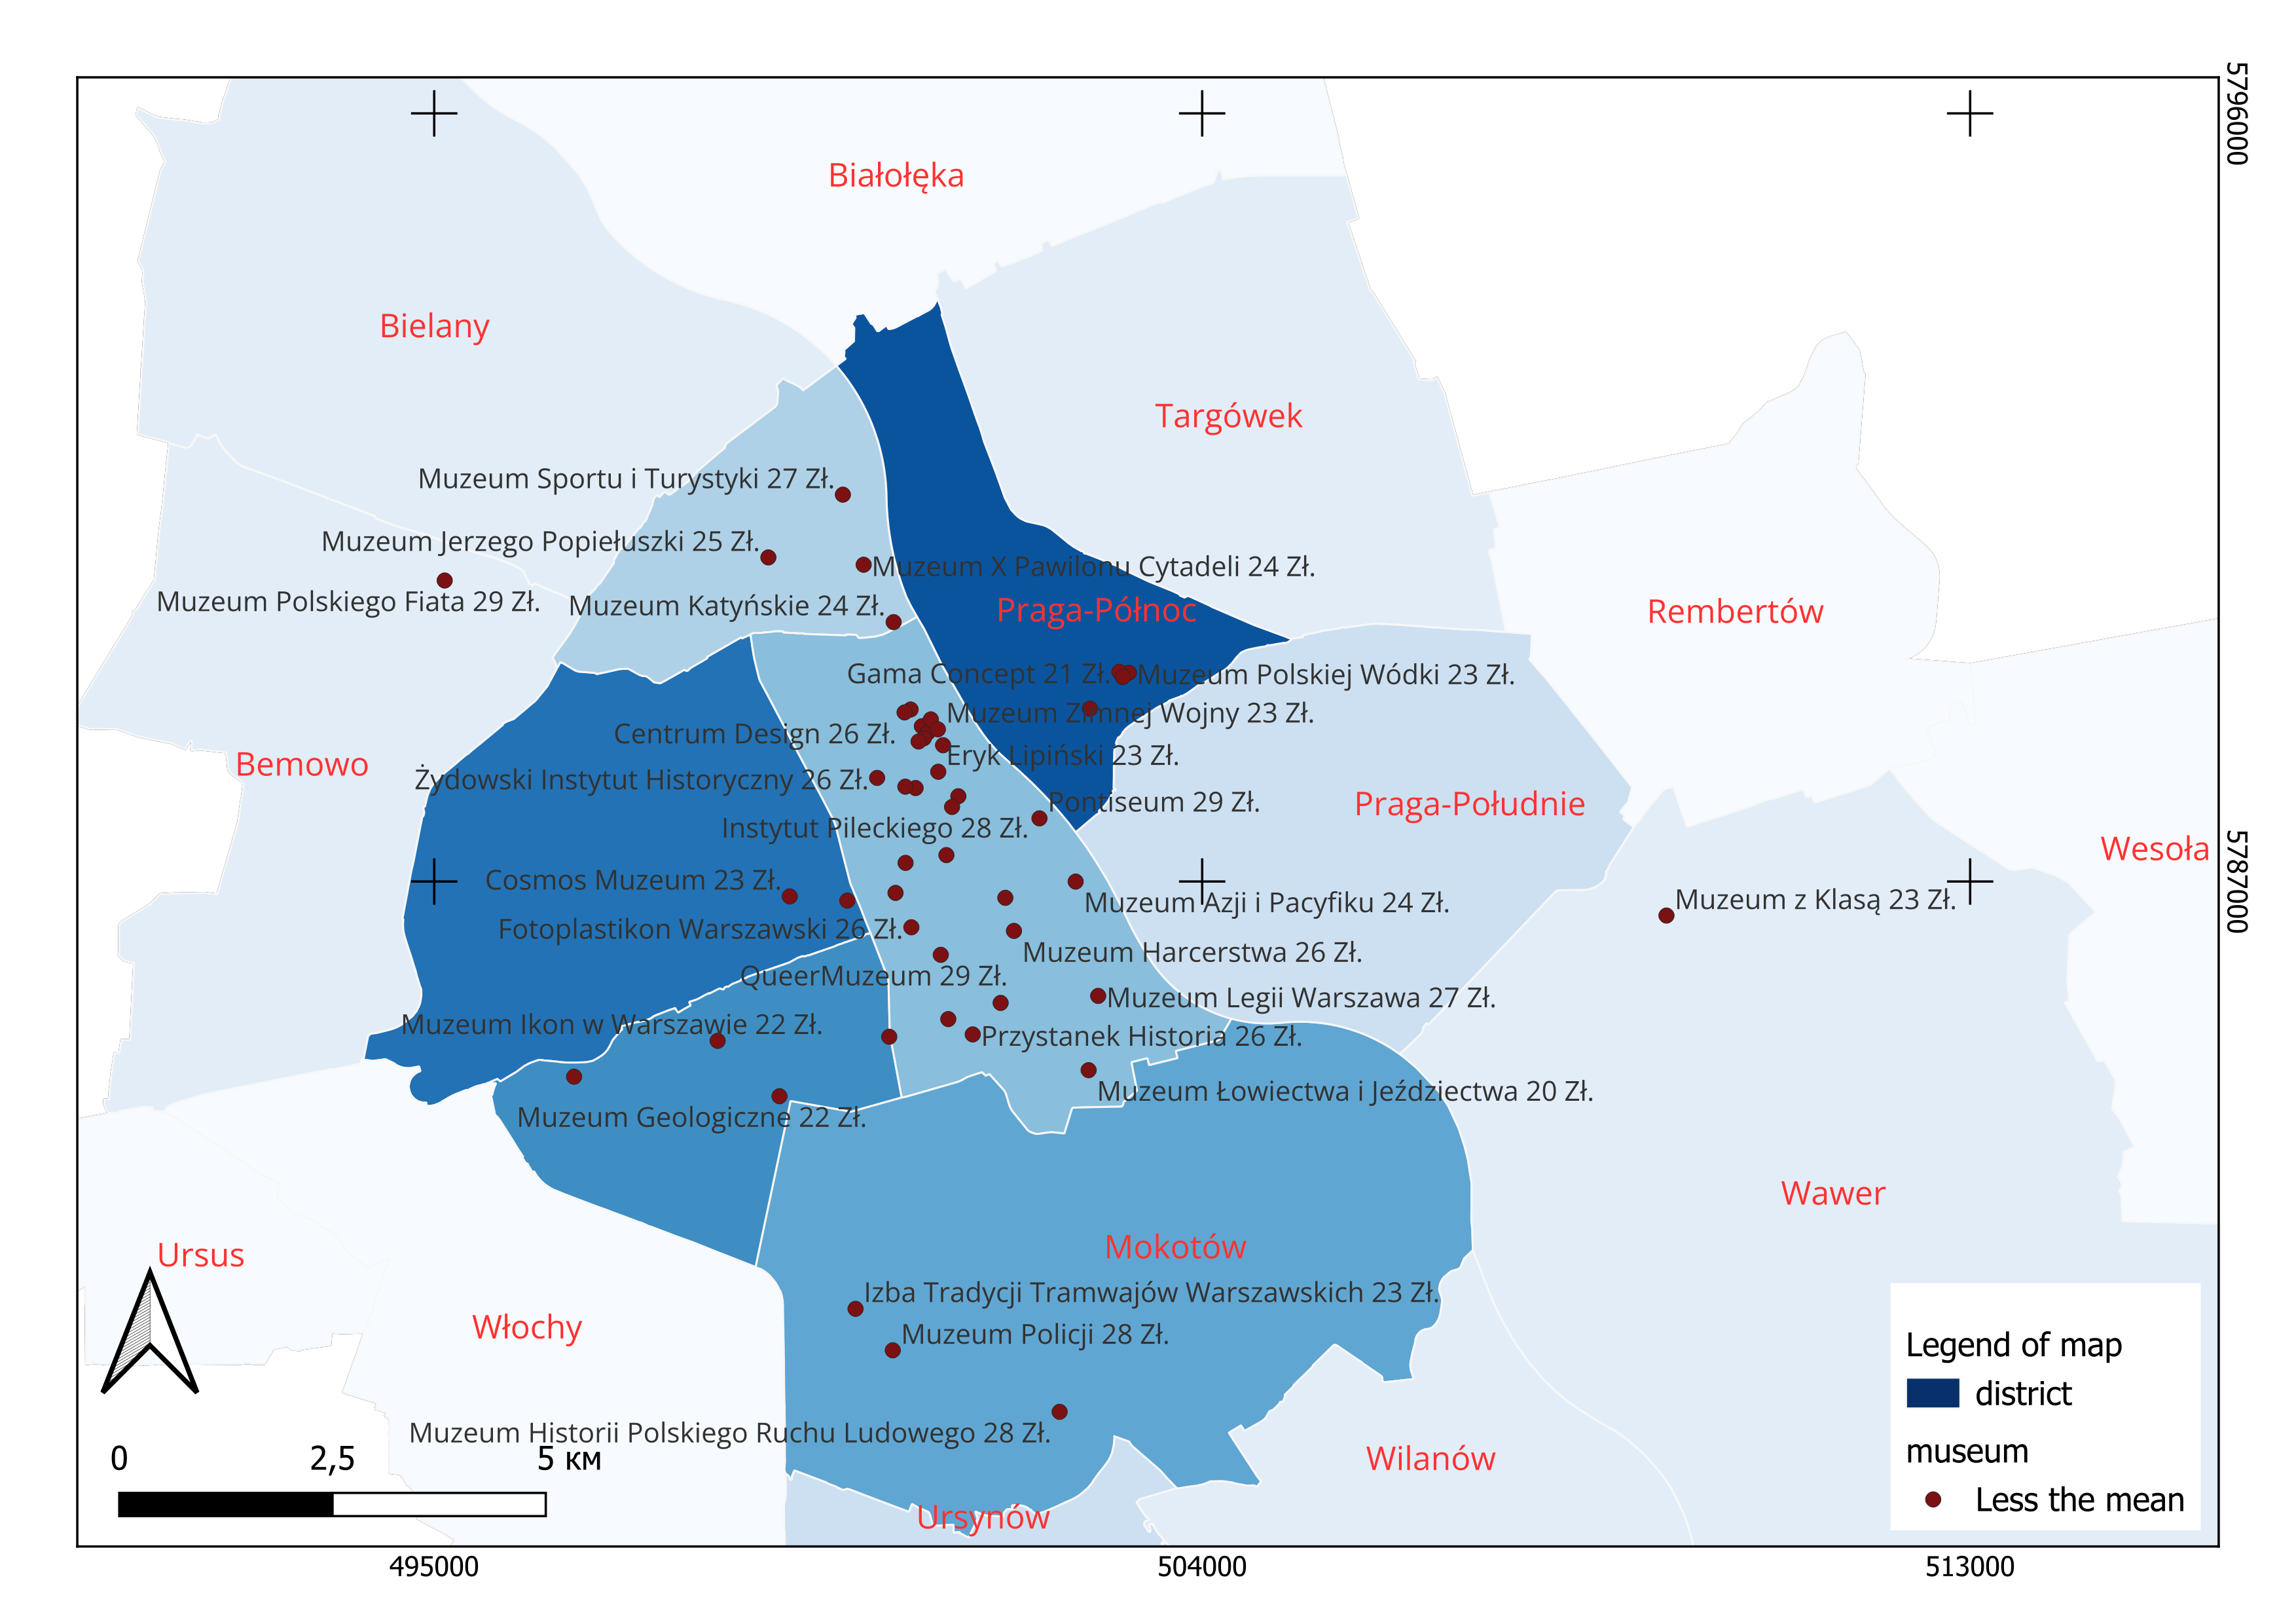 5796000
Białołęka
Bielany
Targówek
Muzeum Sportu i Turystyki 27 Zł.
Muzeum Jerzego Popiełuszki 25 Zł.
Muzeum X Pawilonu Cytadeli 24 Zł.
Muzeum Polskiego Fiata 29 Zł.
Muzeum Katyńskie 24 Zł.
Praga-Północ
Rembertów
Gama Concept 21 Zł.
Muzeum Polskiej Wódki 23 Zł.
Muzeum Zimnej Wojny 23 Zł.
Centrum Design 26 Zł.
Eryk Lipiński 23 Zł.
Bemowo
Żydowski Instytut Historyczny 26 Zł.
Pontiseum 29 Zł.
Praga-Południe
Instytut Pileckiego 28 Zł.
Wesoła
5787000
Cosmos Muzeum 23 Zł.
Muzeum Azji i Pacyfiku 24 Zł.
Muzeum z Klasą 23 Zł.
Fotoplastikon Warszawski 26 Zł.
Muzeum Harcerstwa 26 Zł.
QueerMuzeum 29 Zł.
Muzeum Legii Warszawa 27 Zł.
Muzeum Ikon w Warszawie 22 Zł.
Przystanek Historia 26 Zł.
Muzeum Łowiectwa i Jeździectwa 20 Zł.
Muzeum Geologiczne 22 Zł.
Wawer
Mokotów
Ursus
Izba Tradycji Tramwajów Warszawskich 23 Zł.
Włochy
Muzeum Policji 28 Zł.
Muzeum Historii Polskiego Ruchu Ludowego 28 Zł.
Wilanów
Ursynów
0 2,5 5 км
Legend of map
district
museum
Less the mean
495000 504000 513000